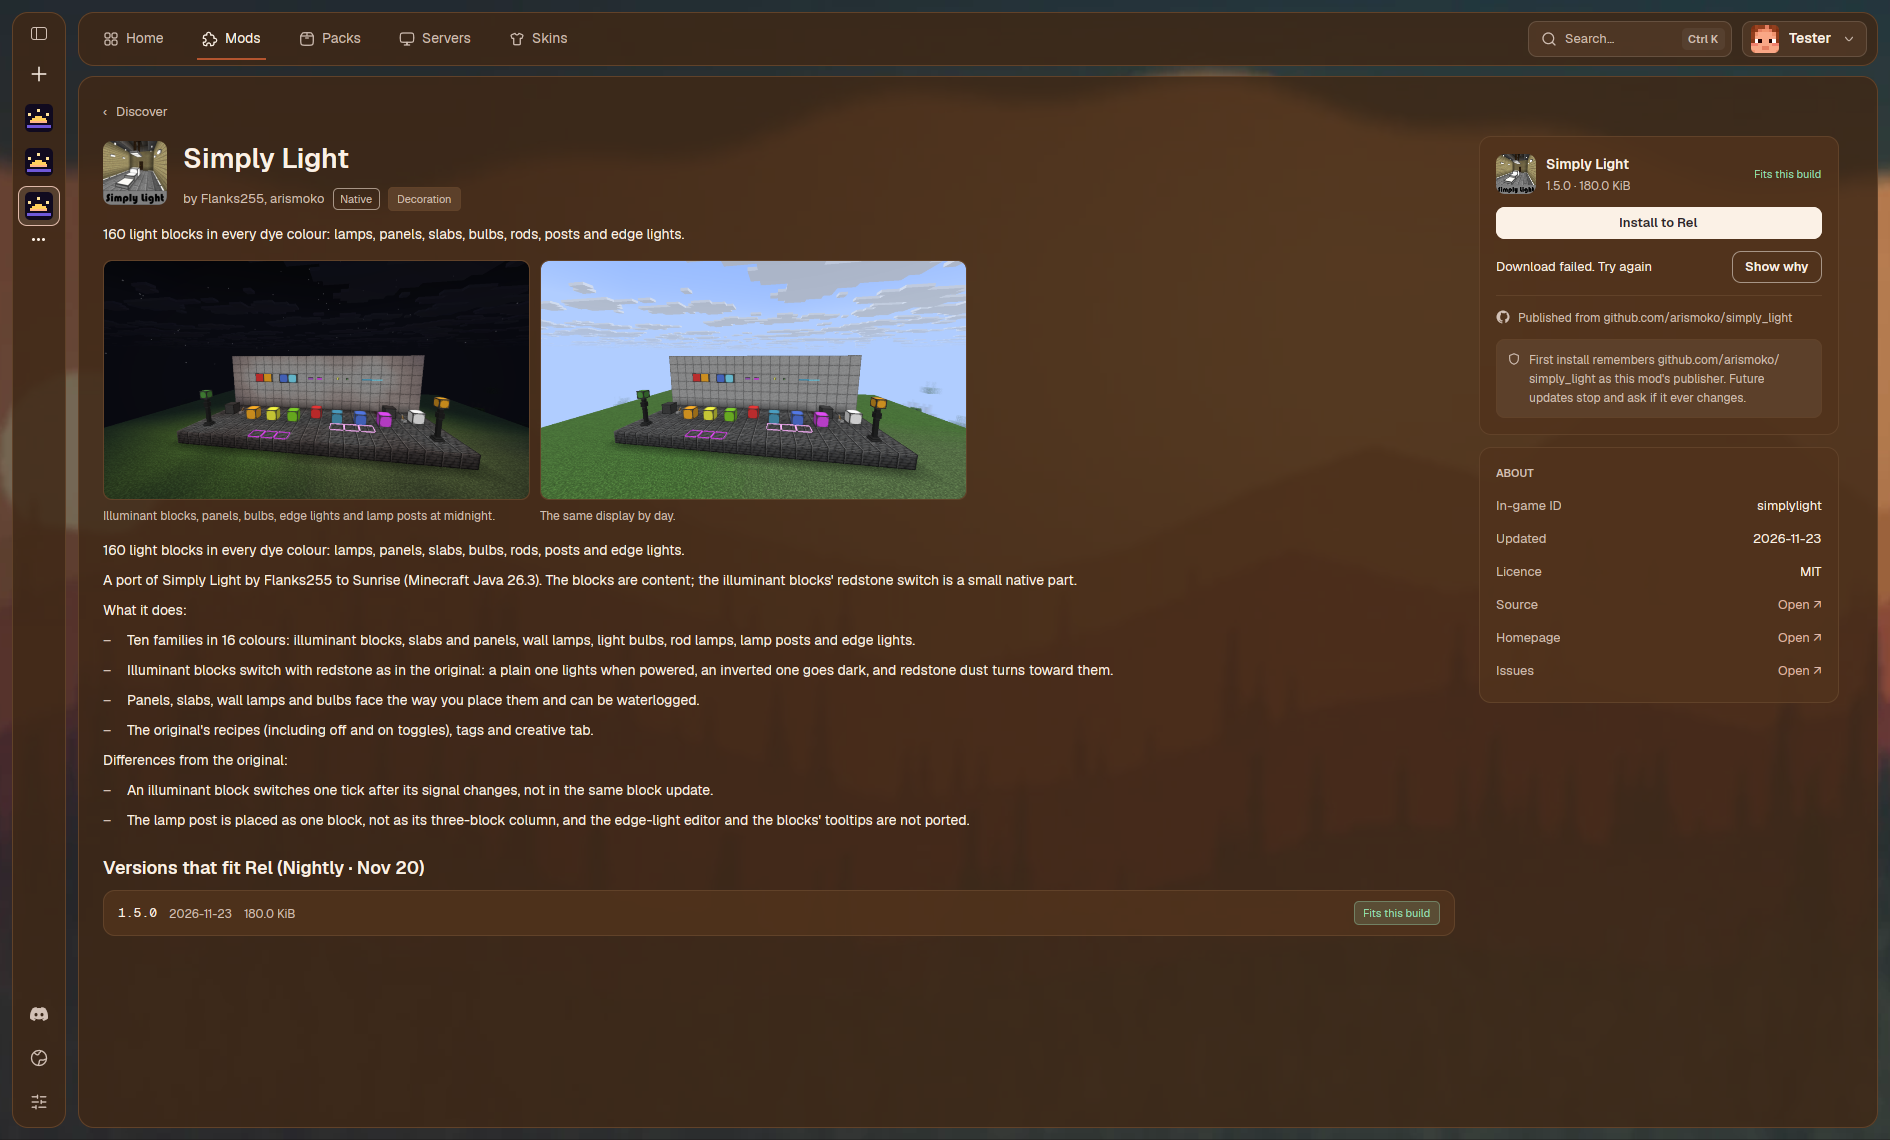 Home
Mods
Packs
Servers
Skins
Search...
Ctrl K
Tester
‹ Discover
Simply Light
Simply Light
by Flanks255, arismoko
Native
Decoration
160 light blocks in every dye colour: lamps, panels, slabs, bulbs, rods, posts and edge lights.
Illuminant blocks, panels, bulbs, edge lights and lamp posts at midnight.
The same display by day.
160 light blocks in every dye colour: lamps, panels, slabs, bulbs, rods, posts and edge lights.
A port of Simply Light by Flanks255 to Sunrise (Minecraft Java 26.3). The blocks are content; the illuminant blocks' redstone switch is a small native part.
What it does:
– Ten families in 16 colours: illuminant blocks, slabs and panels, wall lamps, light bulbs, rod lamps, lamp posts and edge lights.
– Illuminant blocks switch with redstone as in the original: a plain one lights when powered, an inverted one goes dark, and redstone dust turns toward them.
– Panels, slabs, wall lamps and bulbs face the way you place them and can be waterlogged.
– The original's recipes (including off and on toggles), tags and creative tab.
Differences from the original:
– An illuminant block switches one tick after its signal changes, not in the same block update.
– The lamp post is placed as one block, not as its three-block column, and the edge-light editor and the blocks' tooltips are not ported.
Versions that fit Rel (Nightly · Nov 20)
1.5.0 2026-11-23 180.0 KiB
Fits this build
Simply Light
Simply Light
1.5.0 · 180.0 KiB
Fits this build
Install to Rel
Download failed. Try again
Show why
Published from github.com/arismoko/simply_light
First install remembers github.com/arismoko/
simply_light as this mod's publisher. Future
updates stop and ask if it ever changes.
ABOUT
In-game ID simplylight
Updated 2026-11-23
Licence MIT
Source Open ↗
Homepage Open ↗
Issues Open ↗